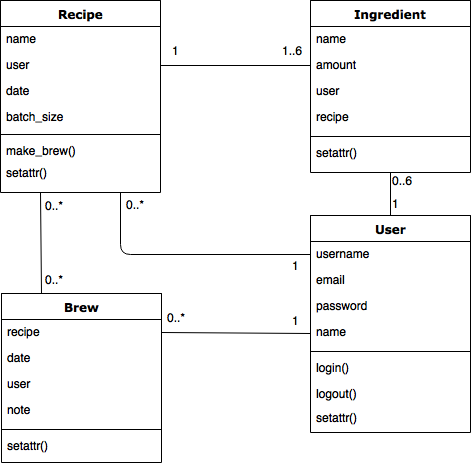 Recipe
name
user
date
batch_size
make_brew()
setattr()
1
1..6
Ingredient
name
amount
user
recipe
setattr()
0..*
0..*
0..6
1
User
username
email
password
name
login()
logout()
setattr()
1
0..*
Brew
recipe
date
user
note
setattr()
0..*
1